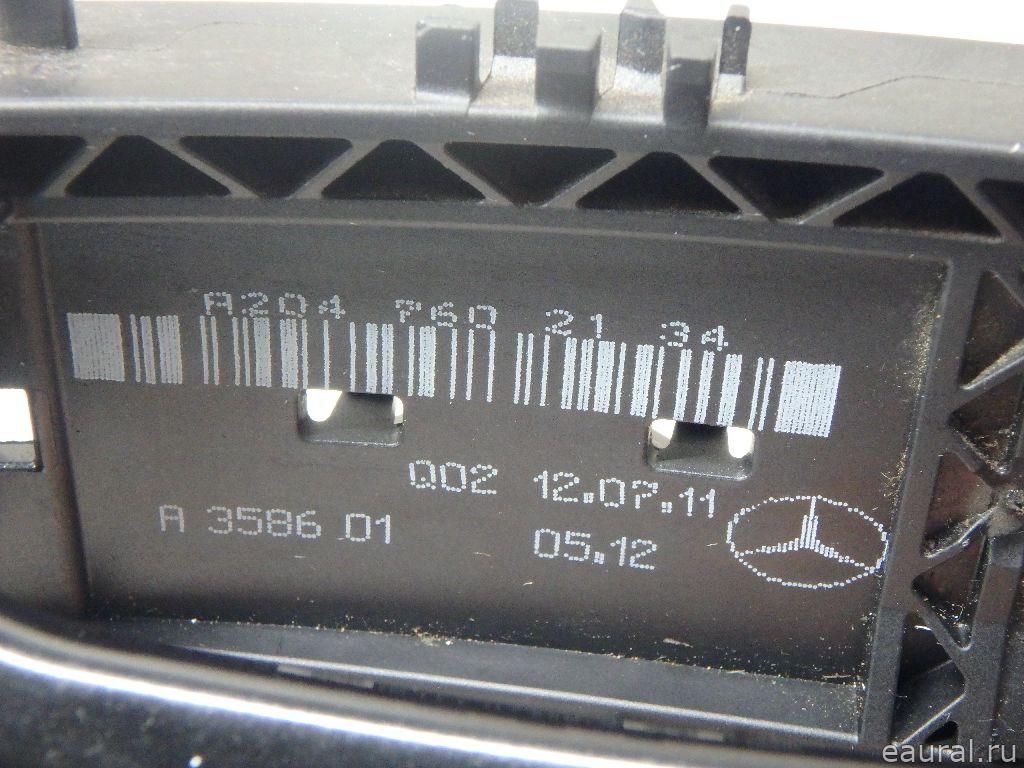 A204 760 21 34
Q02 12.07.11
A 3586 01
05.12
eaural.ru